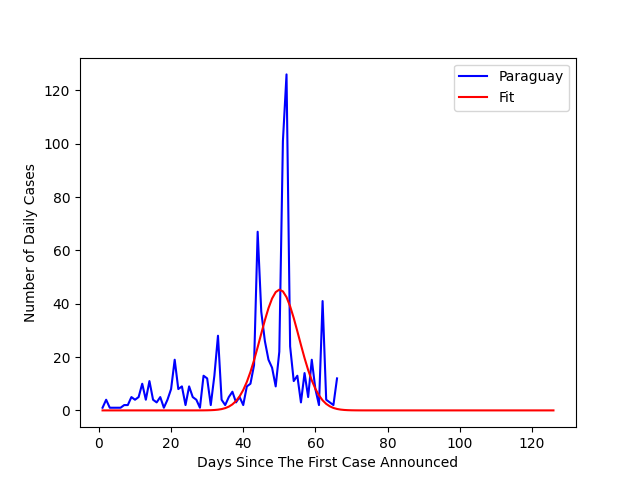 Paraguay
Fit
120
100
80
60
40
20
0
Number of Daily Cases
0 20 40 60 80 100 120
Days Since The First Case Announced